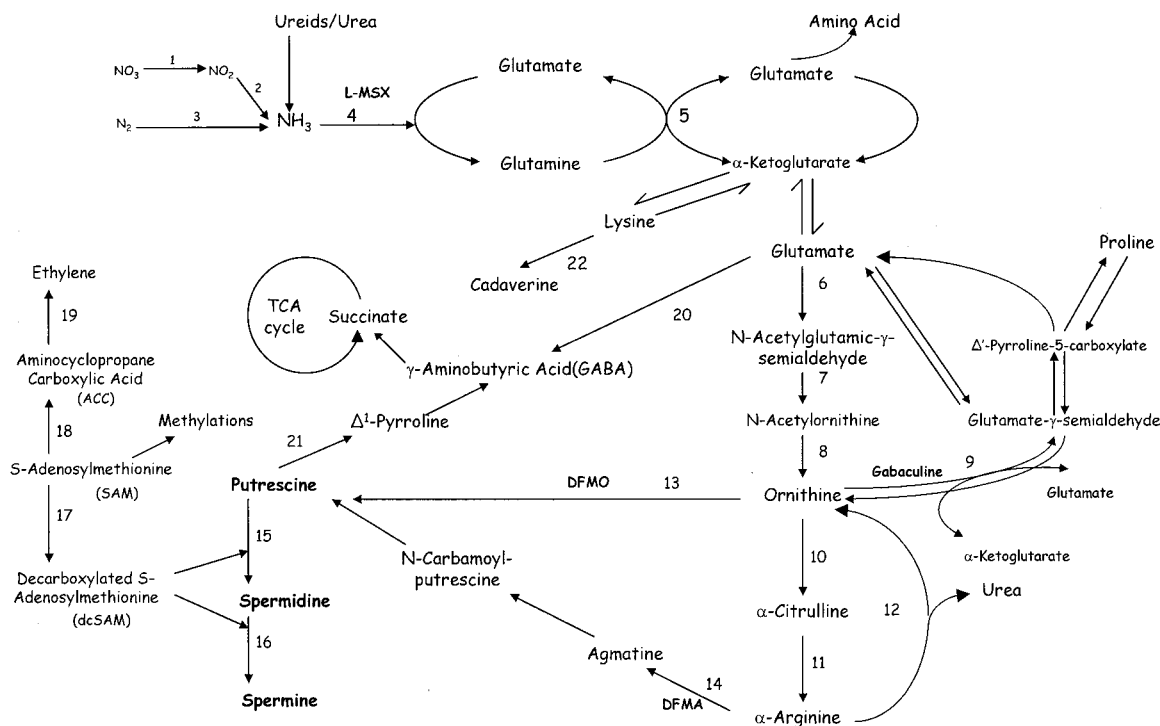 Ureids/Urea
Amino Acid
NO3
1
NO2
2
N2
3
NH3
L-MSX
4
Glutamate
Glutamine
5
Glutamate
α-Ketoglutarate
Lysine
22
Cadaverine
Glutamate
Proline
6
20
Δ'-Pyrroline-5-carboxylate
N-Acetylglutamic-γ-
semialdehyde
7
N-Acetylornithine
Glutamate-γ-semialdehyde
8
Gabaculine
9
Glutamate
Ornithine
α-Ketoglutarate
Ethylene
19
Aminocyclopropane
Carboxylic Acid
(ACC)
18
Methylations
S-Adenosylmethionine
(SAM)
17
Decarboxylated S-
Adenosylmethionine
(dcSAM)
TCA
cycle
Succinate
γ-Aminobutyric Acid(GABA)
Δ1-Pyrroline
21
Putrescine
DFMO
13
15
Spermidine
16
Spermine
N-Carbamoyl-
putrescine
Agmatine
14
DFMA
10
α-Citrulline
12
Urea
11
α-Arginine